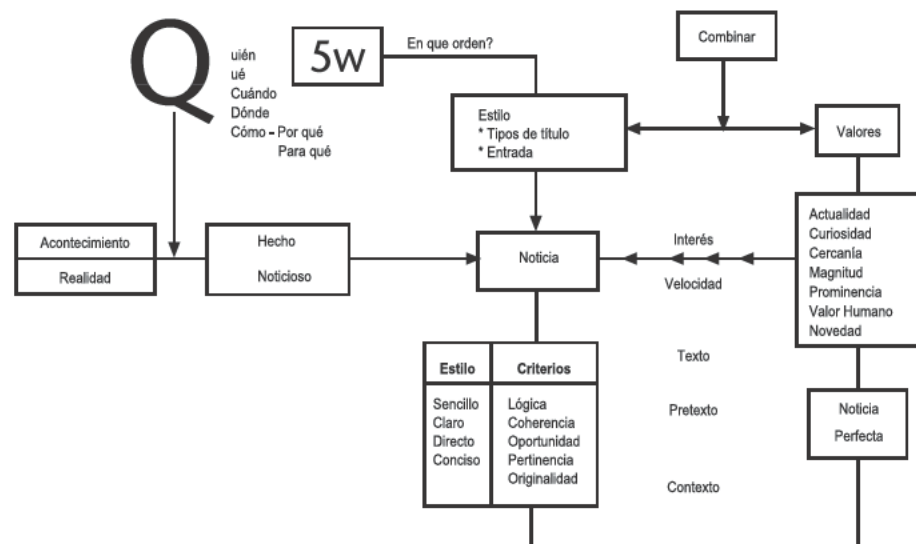 Q
uién
ué
Cuándo
Dónde
Cómo - Por qué
Para qué
5w
En que orden?
Combinar
Estilo
* Tipos de título
* Entrada
Valores
Acontecimiento
Realidad
Hecho
Noticioso
Noticia
Interés
Velocidad
Actualidad
Curiosidad
Cercanía
Magnitud
Prominencia
Valor Humano
Novedad
Estilo
Sencillo
Claro
Directo
Conciso
Criterios
Lógica
Coherencia
Oportunidad
Pertinencia
Originalidad
Texto
Pretexto
Contexto
Noticia
Perfecta